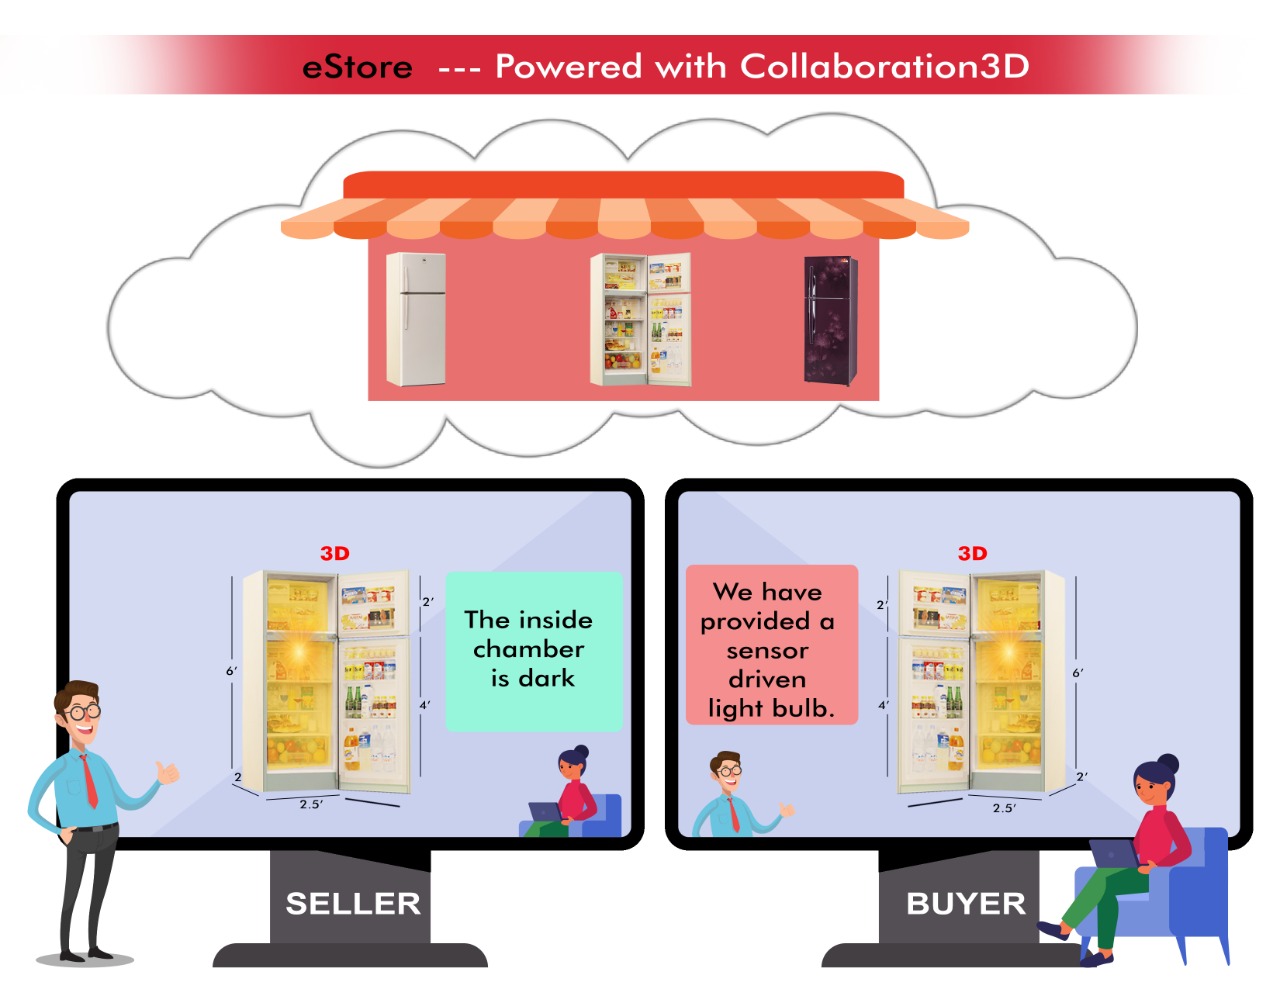 eStore --- Powered with Collaboration3D
3D
6'
2'
4'
2
2.5'
The inside
chamber
is dark
SELLER
3D
We have
provided a
sensor
driven
light bulb.
2'
4'
6'
2'
2.5'
BUYER